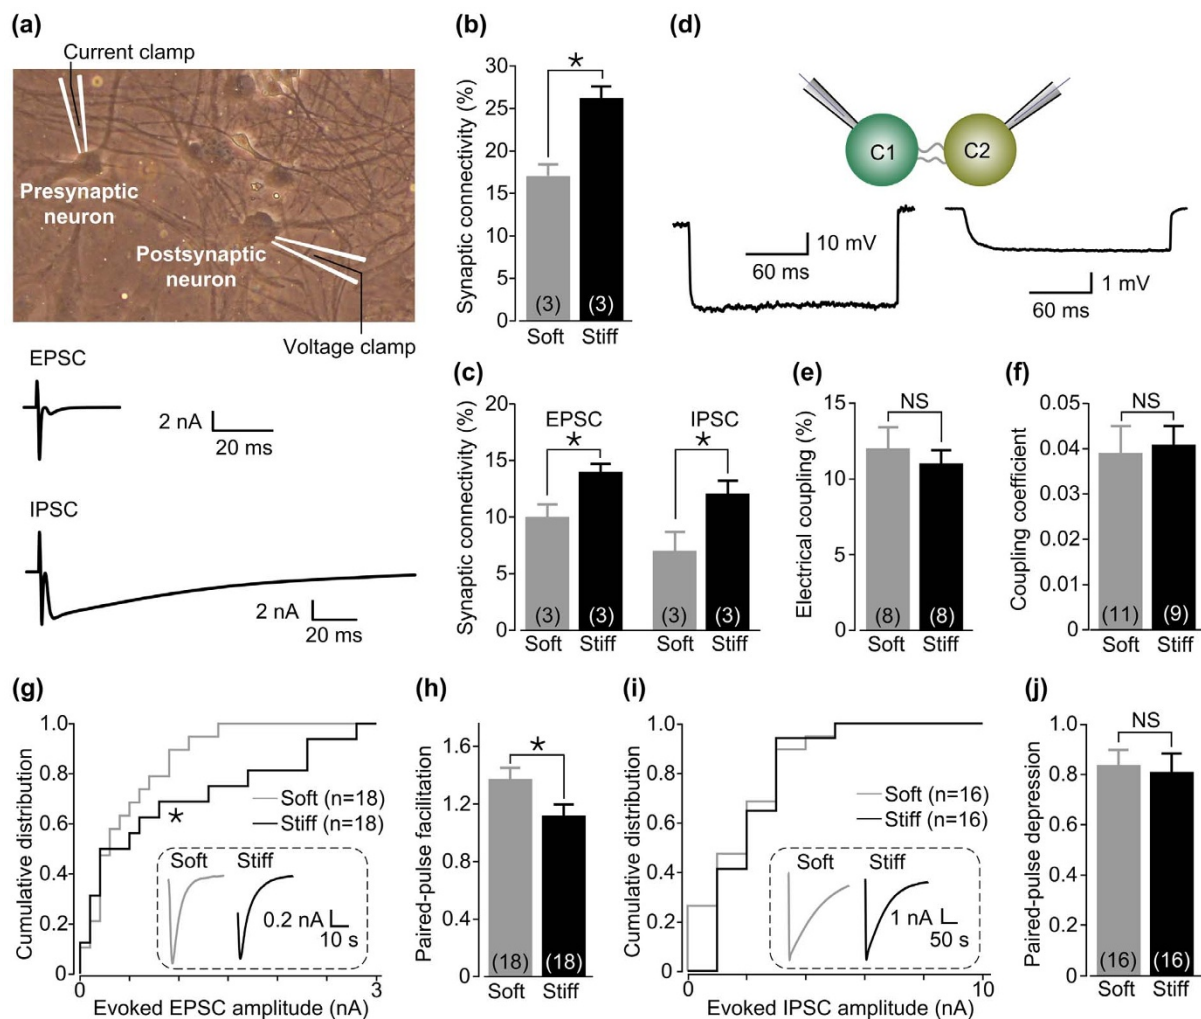 (a)
Current clamp
Presynaptic
neuron
Postsynaptic
neuron
Voltage clamp
EPSC
2 nA
20 ms
IPSC
2 nA
20 ms
(b)
Synaptic connectivity (%)
30
25
20
15
10
5
0
*
(3)
(3)
Soft
Stiff
(c)
Synaptic connectivity (%)
20
15
10
5
0
EPSC
IPSC
*
*
(3)
(3)
(3)
(3)
Soft
Stiff
Soft
Stiff
(d)
C1
C2
10 mV
60 ms
1 mV
60 ms
(e)
Electrical coupling (%)
15
10
5
0
NS
(8)
(8)
Soft
Stiff
(f)
Coupling coefficient
0.05
0.04
0.03
0.02
0.01
0
NS
(11)
(9)
Soft
Stiff
(g)
Cumulative distribution
1.0
0.8
0.6
0.4
0.2
0
Soft (n=18)
Stiff (n=18)
*
Soft
Stiff
0.2 nA
10 s
0
3
Evoked EPSC amplitude (nA)
(h)
Paired-pulse facilitation
1.6
1.2
0.8
0.4
0
*
(18)
(18)
Soft
Stiff
(i)
Cumulative distribution
1.0
0.8
0.6
0.4
0.2
0
Soft (n=16)
Stiff (n=16)
Soft
Stiff
1 nA
50 s
0
10
Evoked IPSC amplitude (nA)
(j)
Paired-pulse depression
1.0
0.8
0.6
0.4
0.2
0
NS
(16)
(16)
Soft
Stiff